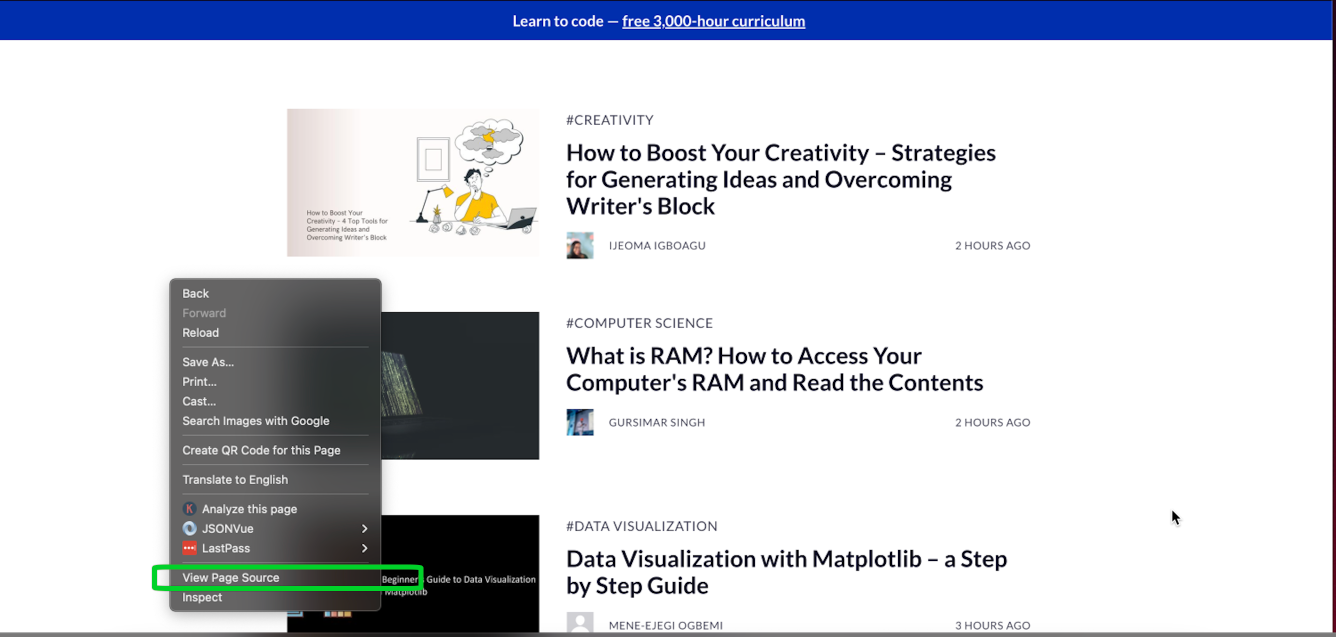 Learn to code — free 3,000-hour curriculum
#CREATIVITY
How to Boost Your Creativity – Strategies
for Generating Ideas and Overcoming
Writer's Block
IJEOMA IGBOAGU
2 HOURS AGO
How to Boost Your
Creativity - 4 Top Tools for
Generating Ideas and
Overcoming Writer's Block
Back
Forward
Reload
Save As...
Print...
Cast...
Search Images with Google
Create QR Code for this Page
Translate to English
K Analyze this page
JSONVue
LastPass
View Page Source
Inspect
#COMPUTER SCIENCE
What is RAM? How to Access Your
Computer's RAM and Read the Contents
GURSIMAR SINGH
2 HOURS AGO
Beginner's Guide to Data Visualization
Matplotlib
#DATA VISUALIZATION
Data Visualization with Matplotlib – a Step
by Step Guide
MENE-EJEGI OGBEMI
3 HOURS AGO